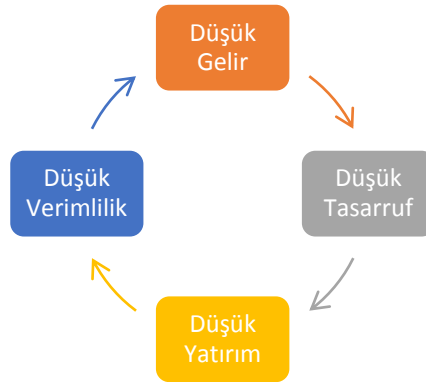 Düşük
Gelir
Düşük
Tasarruf
Düşük
Yatırım
Düşük
Verimlilik